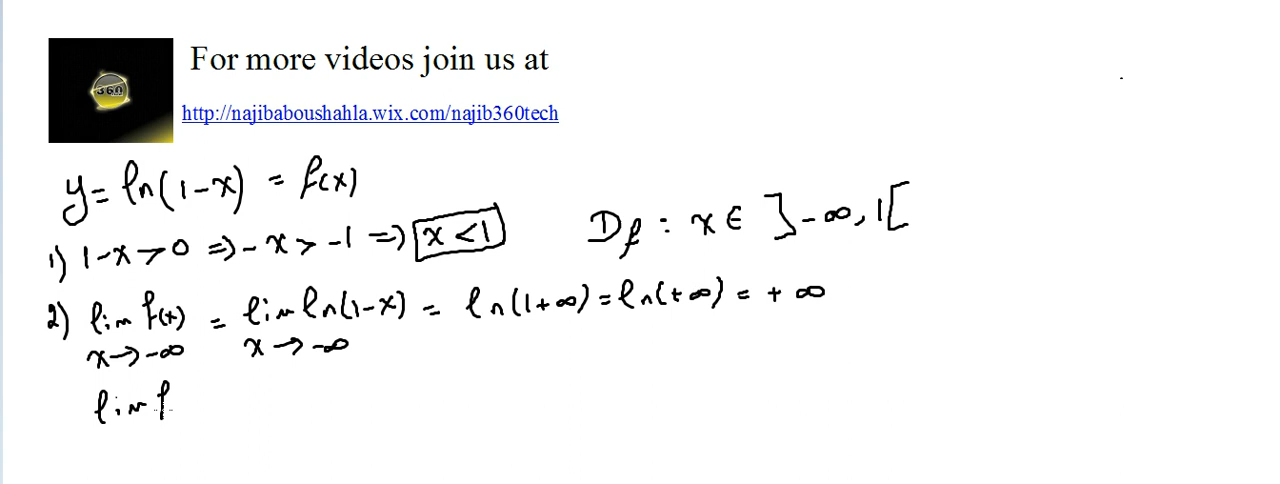 360
For more videos join us at
http://najibaboushahla.wix.com/najib360tech
y = ln(1-x) = f(x)
1) 1-x>0 => -x > -1 => x<1 Df : x ∈ ]-∞, 1[
2) lim f(x) = lim ln(1-x) = ln(1+∞) = ln(+∞) = +∞
x→-∞ x→-∞
lim f